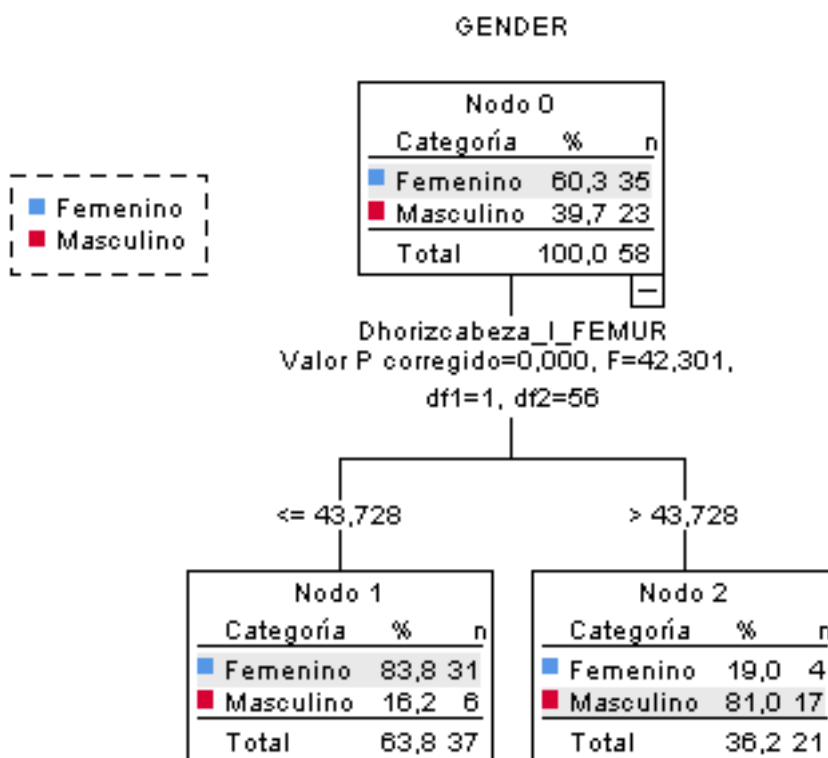 GENDER
Nodo 0
Categoría % n
Femenino 60,3 35
Masculino 39,7 23
Total 100,0 58
Femenino
Masculino
Dhorizcabeza_I_FEMUR
Valor P corregido=0,000, F=42,301,
df1=1, df2=56
<= 43,728
> 43,728
Nodo 1
Categoría % n
Femenino 83,8 31
Masculino 16,2 6
Total 63,8 37
Nodo 2
Categoría % n
Femenino 19,0 4
Masculino 81,0 17
Total 36,2 21